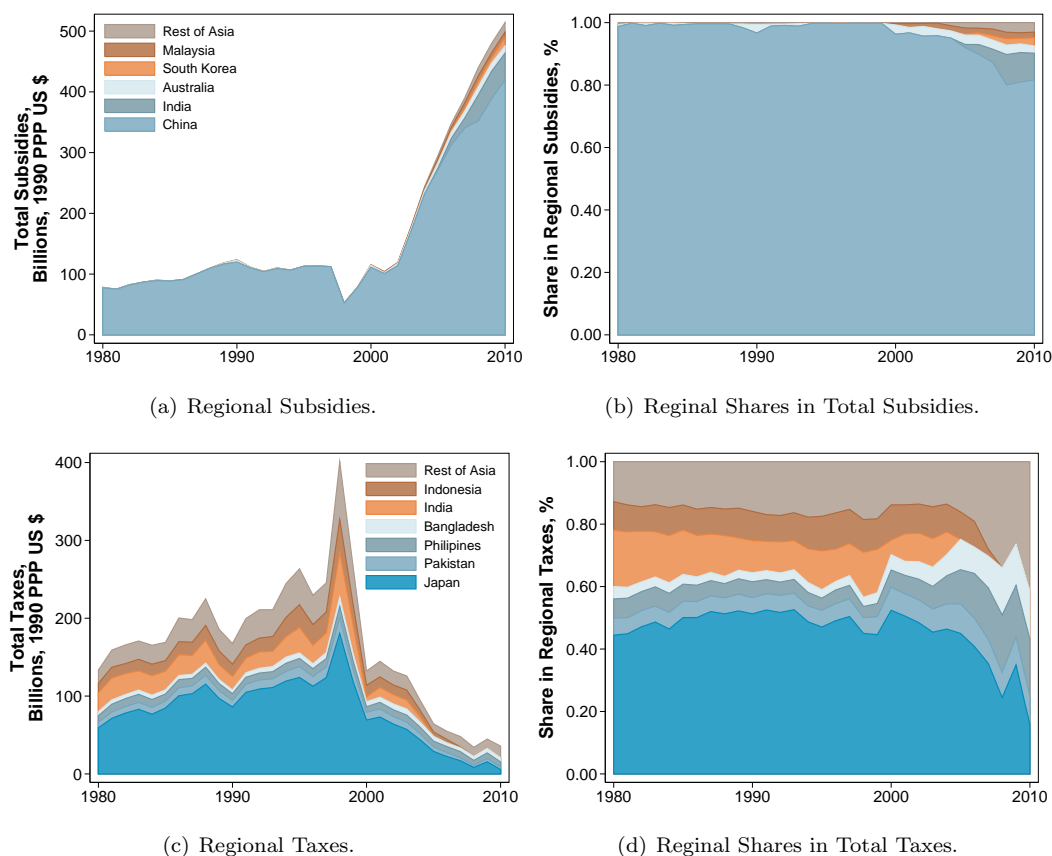 Total Subsidies,
Billions, 1990 PPP US $
500
400
300
200
100
0
Rest of Asia
Malaysia
South Korea
Australia
India
China
1980
1990
2000
2010
(a) Regional Subsidies.
Share in Regional Subsidies, %
1.00
0.80
0.60
0.40
0.20
0.00
1980
1990
2000
2010
(b) Reginal Shares in Total Subsidies.
Total Taxes,
Billions, 1990 PPP US $
400
300
200
100
0
Rest of Asia
Indonesia
India
Bangladesh
Philipines
Pakistan
Japan
1980
1990
2000
2010
(c) Regional Taxes.
Share in Regional Taxes, %
1.00
0.80
0.60
0.40
0.20
0.00
1980
1990
2000
2010
(d) Reginal Shares in Total Taxes.